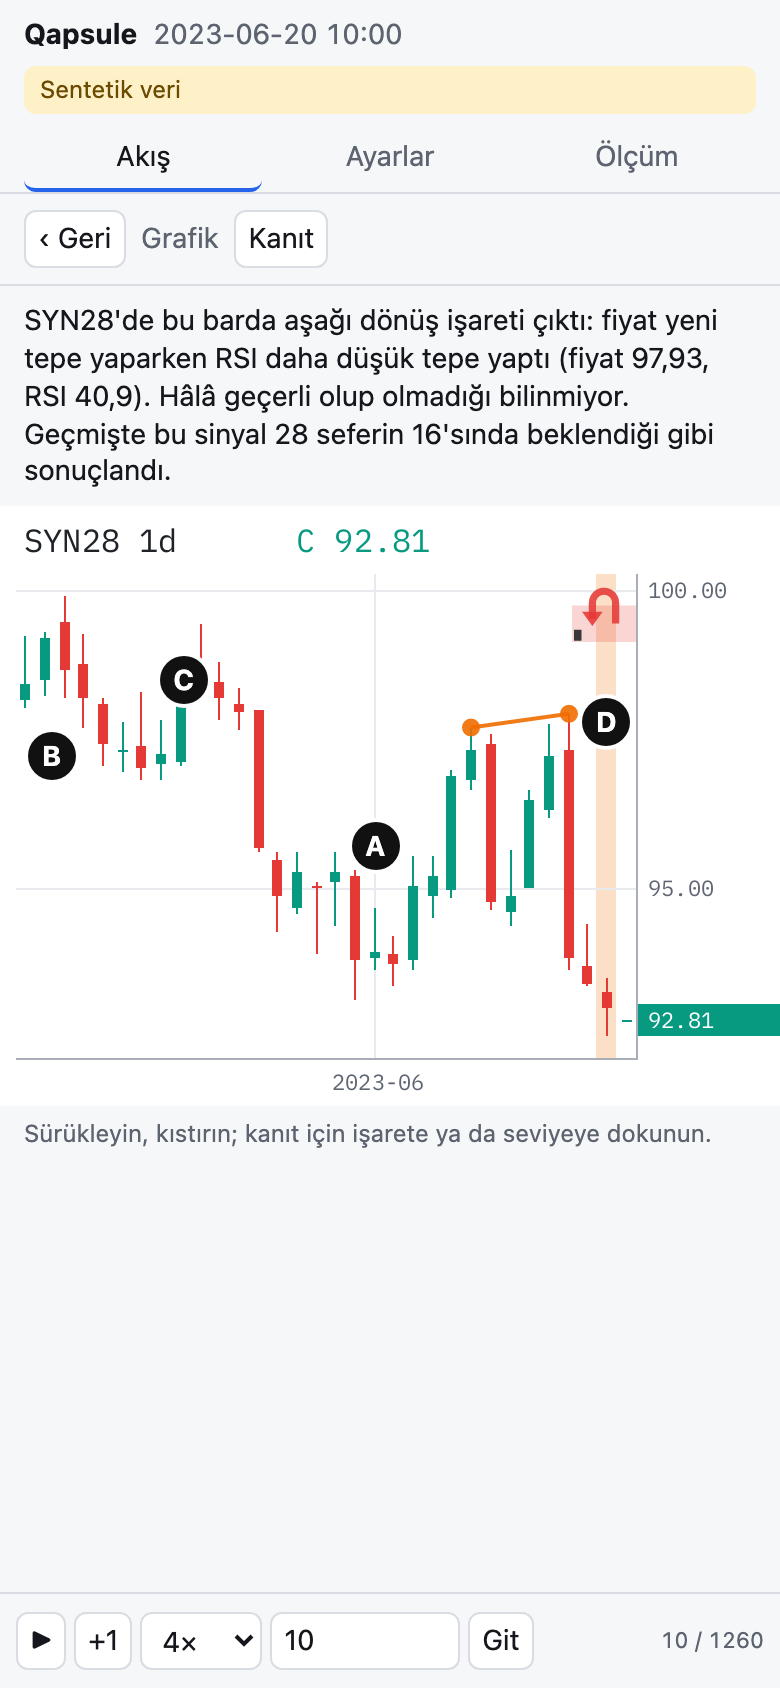 Qapsule 2023-06-20 10:00
Sentetik veri
Akış Ayarlar Ölçüm
‹ Geri Grafik Kanıt
SYN28'de bu barda aşağı dönüş işareti çıktı: fiyat yeni
tepe yaparken RSI daha düşük tepe yaptı (fiyat 97,93,
RSI 40,9). Hâlâ geçerli olup olmadığı bilinmiyor.
Geçmişte bu sinyal 28 seferin 16'sında beklendiği gibi
sonuçlandı.
SYN28 1d C 92.81
100.00
C
D
B
A
95.00
92.81
2023-06
Sürükleyin, kıstırın; kanıt için işarete ya da seviyeye dokunun.
+1 4× 10 Git 10 / 1260